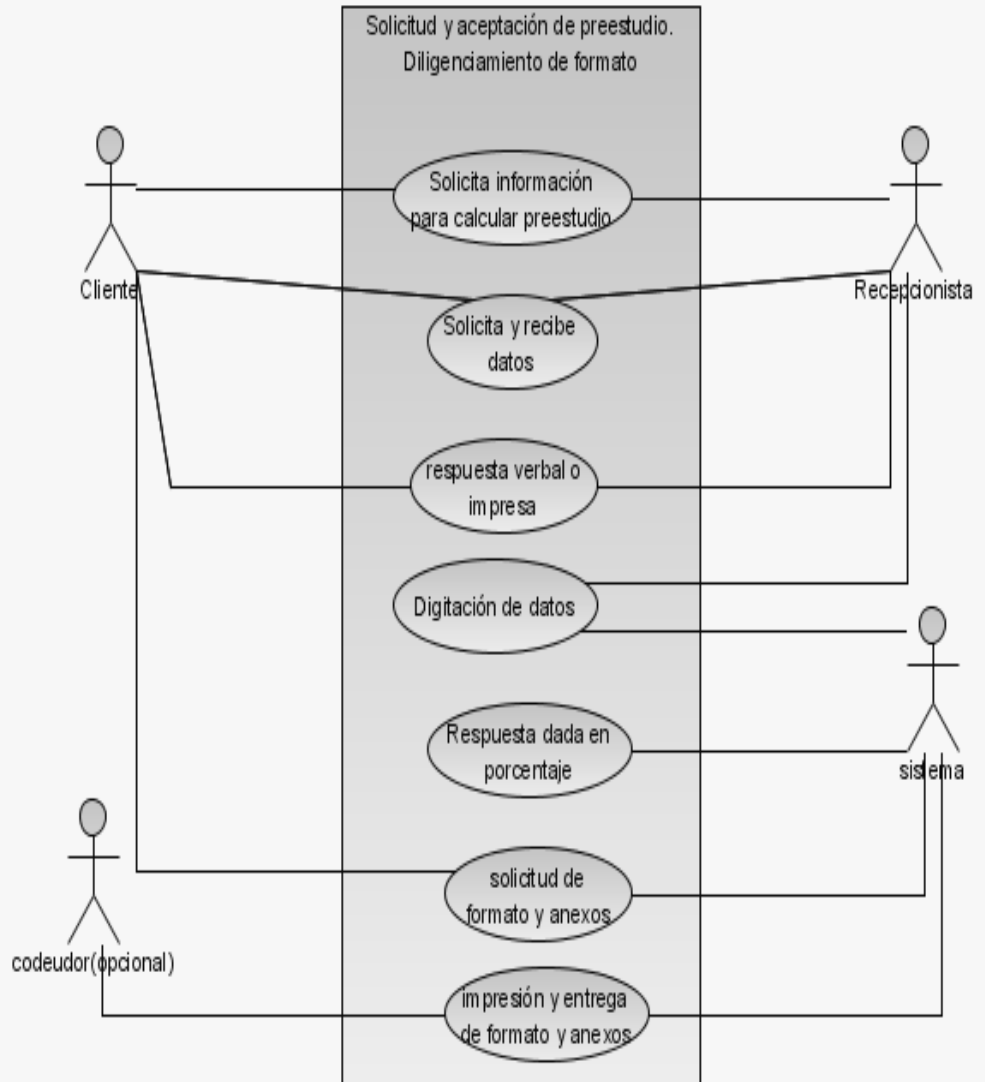 Solicitud y aceptación de preestudio.
Diligenciamiento de formato
Solicita información
para calcular preestudio
Cliente
Recepcionista
Solicita y recibe
datos
respuesta verbal o
impresa
Digitación de datos
Respuesta dada en
porcentaje
sistema
solicitud de
formato y anexos
codeudor(opcional)
impresión y entrega
de formato y anexos